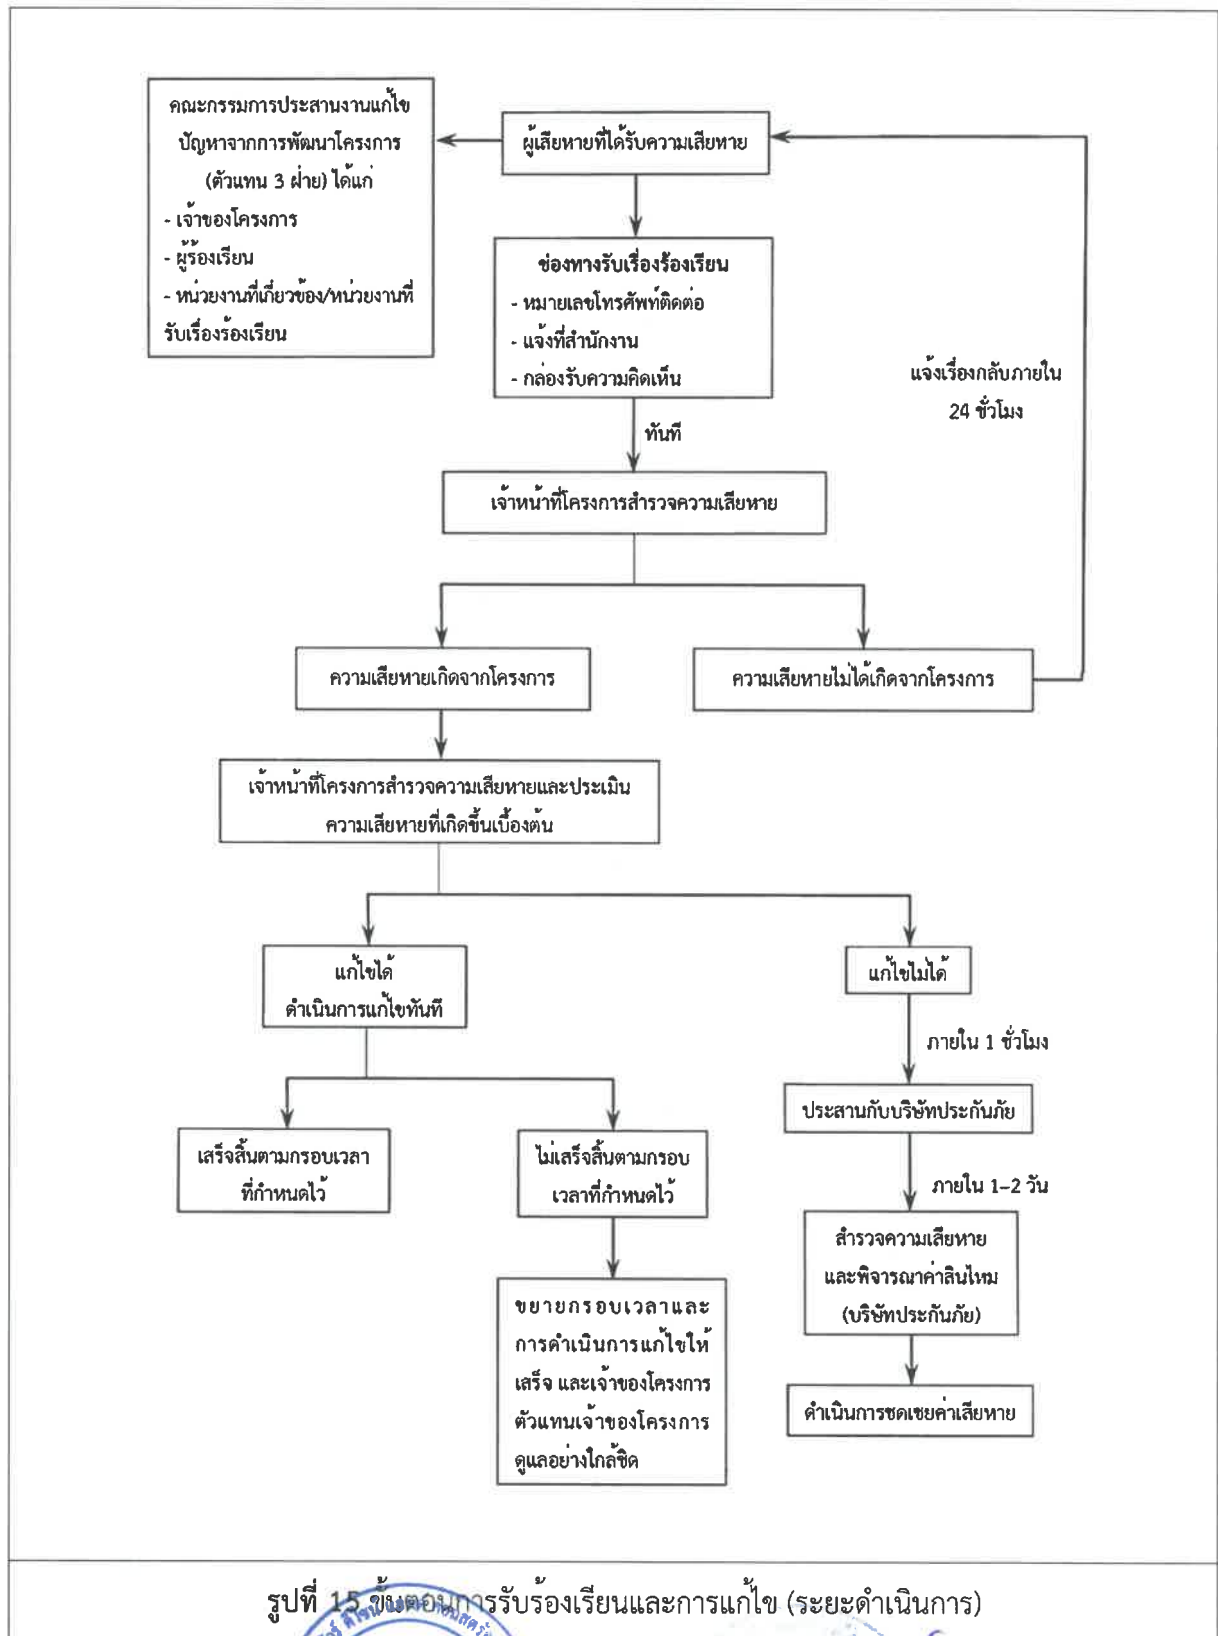 คณะกรรมการประสานงานแก้ไข
ปัญหาจากการพัฒนาโครงการ
(ตัวแทน 3 ฝ่าย) ได้แก่
- เจ้าของโครงการ
- ผู้ร้องเรียน
- หน่วยงานที่เกี่ยวข้อง/หน่วยงานที่
รับเรื่องร้องเรียน
ผู้เสียหายที่ได้รับความเสียหาย
ช่องทางรับเรื่องร้องเรียน
- หมายเลขโทรศัพท์ติดต่อ
- แจ้งที่สำนักงาน
- กล่องรับความคิดเห็น
แจ้งเรื่องกลับภายใน
24 ชั่วโมง
ทันที
เจ้าหน้าที่โครงการสำรวจความเสียหาย
ความเสียหายเกิดจากโครงการ
ความเสียหายไม่ได้เกิดจากโครงการ
เจ้าหน้าที่โครงการสำรวจความเสียหายและประเมิน
ความเสียหายที่เกิดขึ้นเบื้องต้น
แก้ไขได้
ดำเนินการแก้ไขทันที
แก้ไขไม่ได้
ภายใน 1 ชั่วโมง
ประสานกับบริษัทประกันภัย
เสร็จสิ้นตามกรอบเวลา
ที่กำหนดไว้
ไม่เสร็จสิ้นตามกรอบ
เวลาที่กำหนดไว้
ภายใน 1–2 วัน
สำรวจความเสียหาย
และพิจารณาค่าสินไหม
(บริษัทประกันภัย)
ขยายกรอบเวลาและ
การดำเนินการแก้ไขให้
เสร็จ และเจ้าของโครงการ
ตัวแทนเจ้าของโครงการ
ดูแลอย่างใกล้ชิด
ดำเนินการชดเชยค่าเสียหาย
รูปที่ 15 ขั้นตอนการรับร้องเรียนและการแก้ไข (ระยะดำเนินการ)